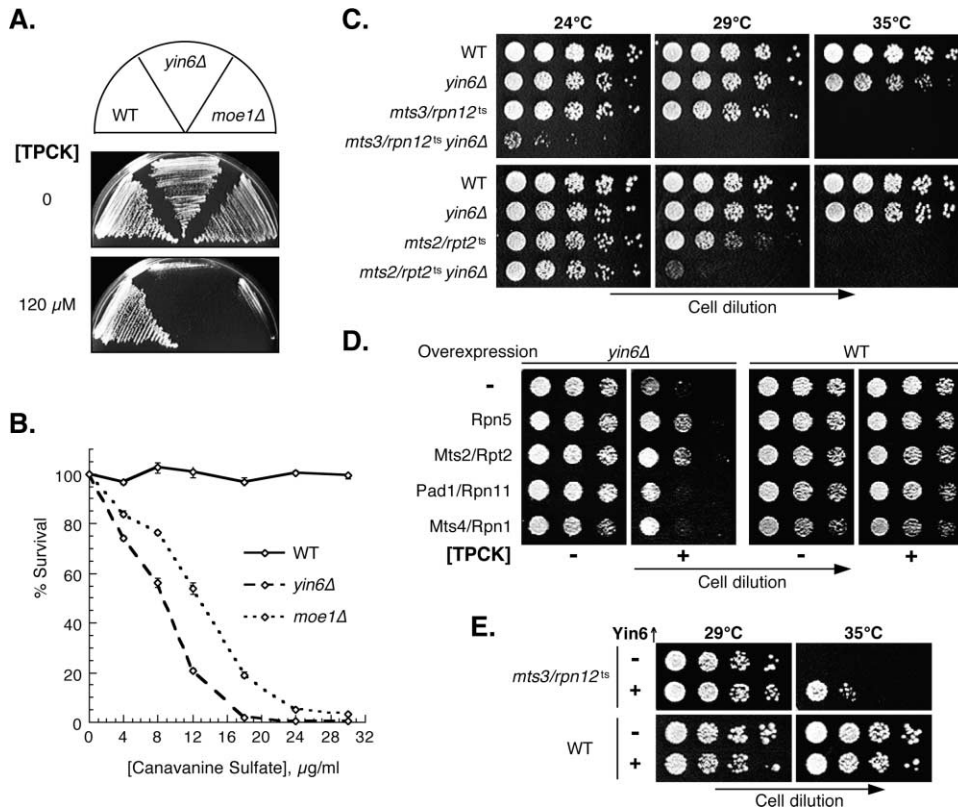 A.
yin6Δ
WT
moe1Δ
[TPCK]
0
120 µM
B.
% Survival
120
100
80
60
40
20
0
WT
yin6Δ
moe1Δ
0 4 8 12 16 20 24 28 32
[Canavanine Sulfate], µg/ml
C.
24°C 29°C 35°C
WT
yin6Δ
mts3/rpn12ts
mts3/rpn12ts yin6Δ
WT
yin6Δ
mts2/rpt2ts
mts2/rpt2ts yin6Δ
Cell dilution
D.
Overexpression yin6Δ WT
-
Rpn5
Mts2/Rpt2
Pad1/Rpn11
Mts4/Rpn1
[TPCK] - + - +
Cell dilution
E.
Yin6↑ 29°C 35°C
mts3/rpn12ts
-
+
WT
-
+
Cell dilution